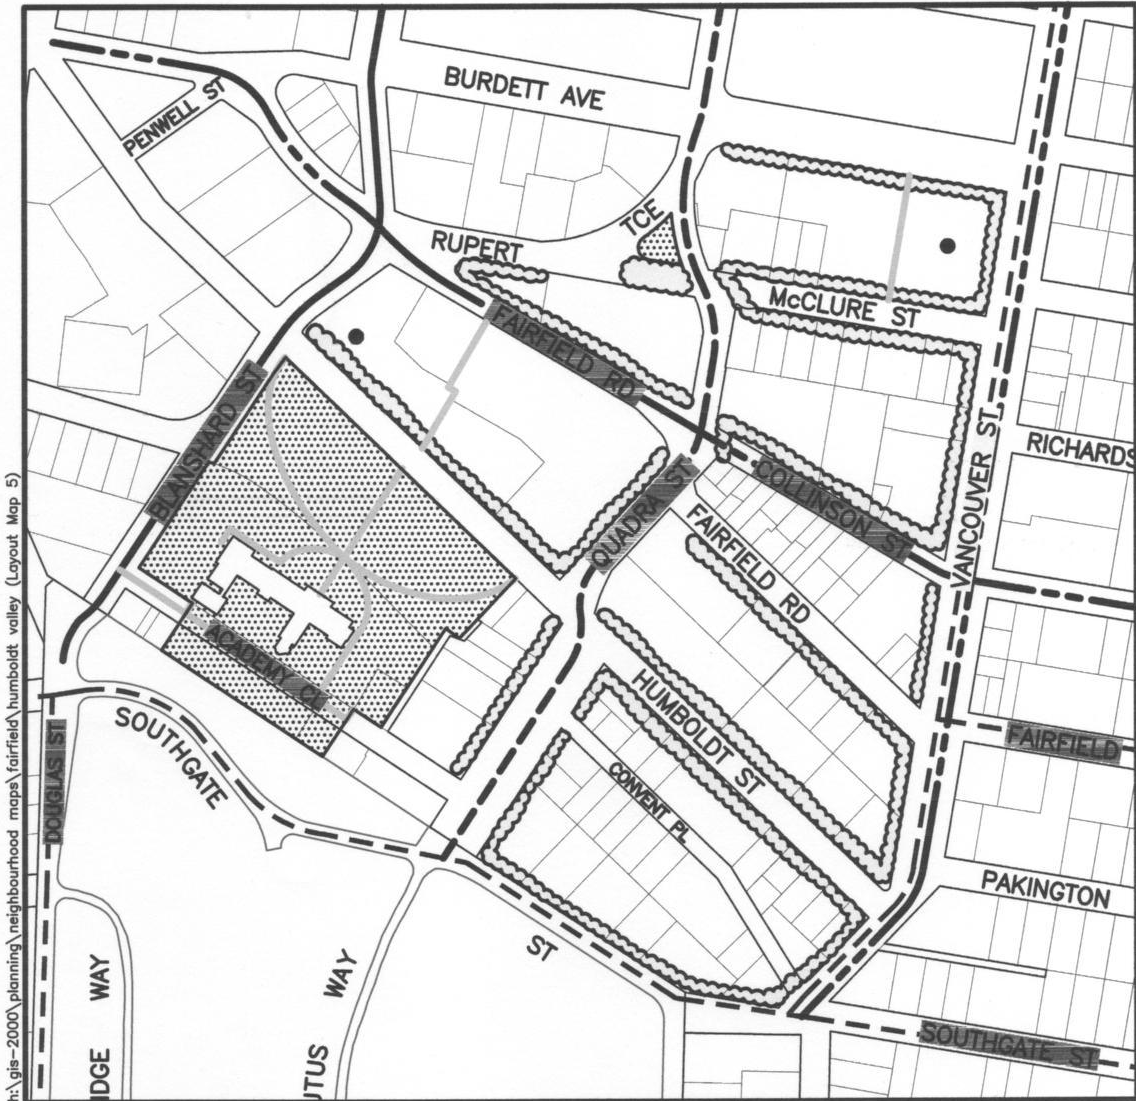 BURDETT AVE
PENWELL ST
TCE
RUPERT
McCLURE ST
FAIRFIELD RD
BLANSHARD ST
VANCOUVER ST
RICHARDS
COLLINSON ST
QUADRA ST
FAIRFIELD RD
ACADEMY CL
HUMBOLDT ST
SOUTHGATE
DOUGLAS ST
FAIRFIELD
CONVENT PL
PAKINGTON
ST
IDGE WAY
UTUS WAY
SOUTHGATE ST
h:\gis-2000\planning\neighbourhood maps\fairfield\humboldt valley (Layout Map 5)